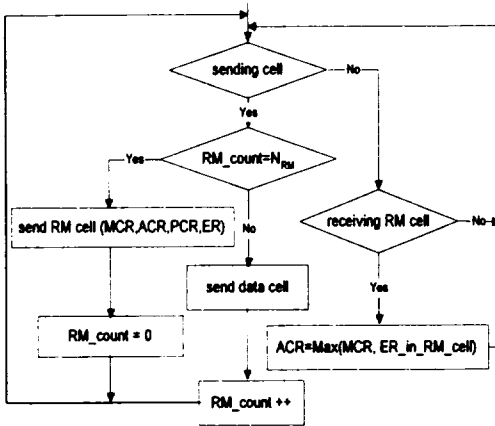 sending cell
No
Yes
RM_count=N_RM
Yes
No
send RM cell (MCR,ACR,PCR,ER)
receiving RM cell
No
send data cell
Yes
RM_count = 0
ACR=Max(MCR, ER_in_RM_cell)
RM_count ++